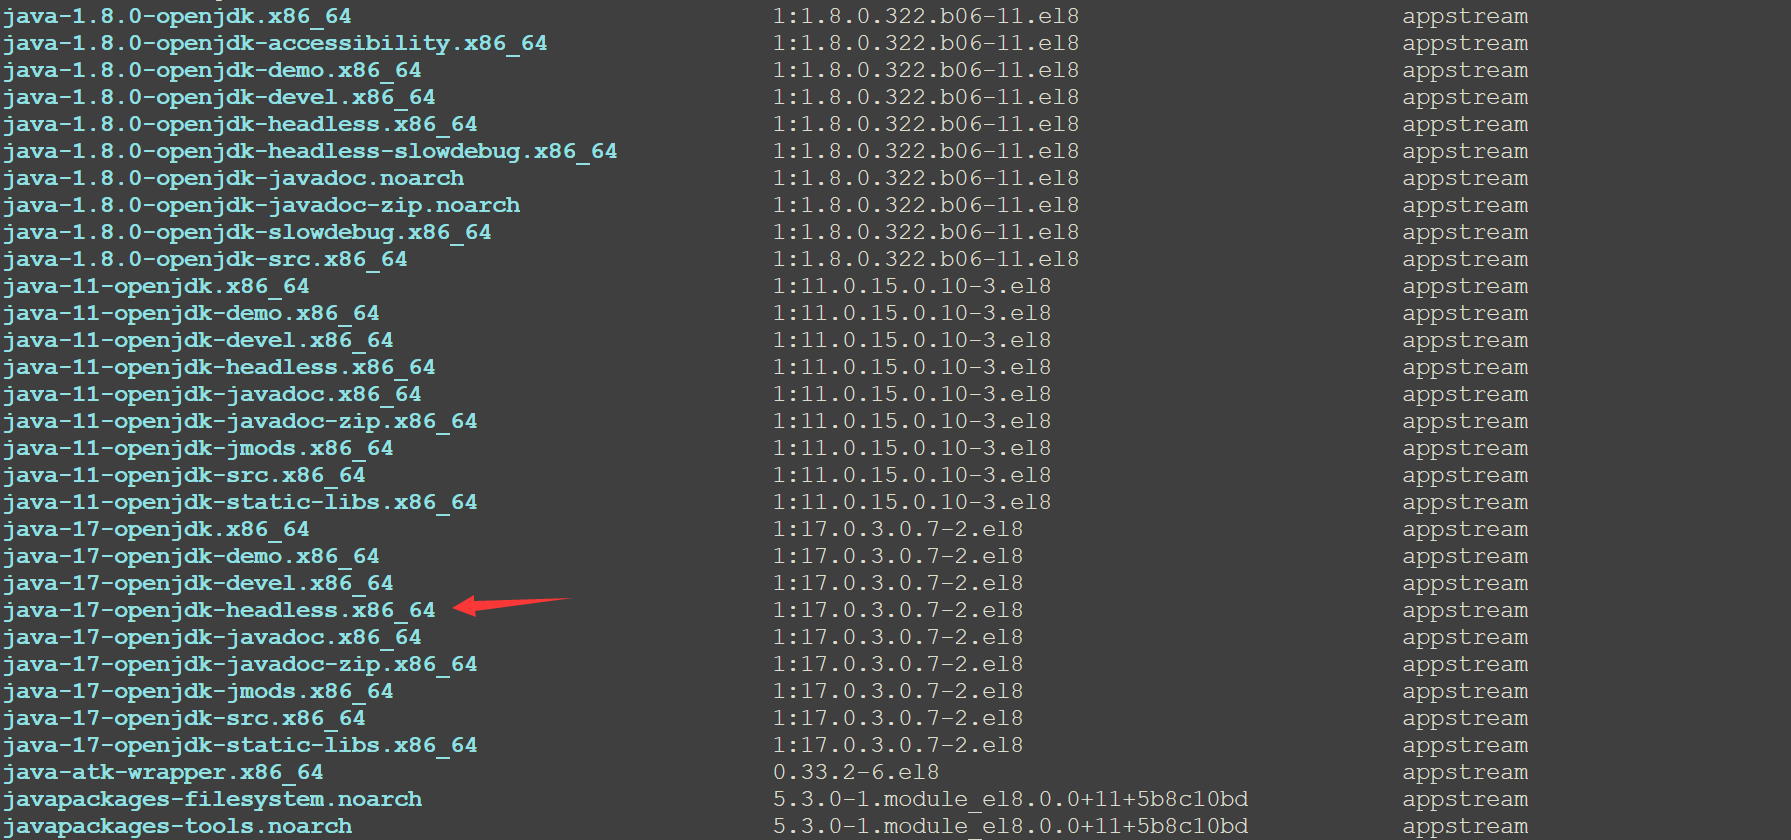 java-1.8.0-openjdk.x86_64 1:1.8.0.322.b06-11.el8 appstream
java-1.8.0-openjdk-accessibility.x86_64 1:1.8.0.322.b06-11.el8 appstream
java-1.8.0-openjdk-demo.x86_64 1:1.8.0.322.b06-11.el8 appstream
java-1.8.0-openjdk-devel.x86_64 1:1.8.0.322.b06-11.el8 appstream
java-1.8.0-openjdk-headless.x86_64 1:1.8.0.322.b06-11.el8 appstream
java-1.8.0-openjdk-headless-slowdebug.x86_64 1:1.8.0.322.b06-11.el8 appstream
java-1.8.0-openjdk-javadoc.noarch 1:1.8.0.322.b06-11.el8 appstream
java-1.8.0-openjdk-javadoc-zip.noarch 1:1.8.0.322.b06-11.el8 appstream
java-1.8.0-openjdk-slowdebug.x86_64 1:1.8.0.322.b06-11.el8 appstream
java-1.8.0-openjdk-src.x86_64 1:1.8.0.322.b06-11.el8 appstream
java-11-openjdk.x86_64 1:11.0.15.0.10-3.el8 appstream
java-11-openjdk-demo.x86_64 1:11.0.15.0.10-3.el8 appstream
java-11-openjdk-devel.x86_64 1:11.0.15.0.10-3.el8 appstream
java-11-openjdk-headless.x86_64 1:11.0.15.0.10-3.el8 appstream
java-11-openjdk-javadoc.x86_64 1:11.0.15.0.10-3.el8 appstream
java-11-openjdk-javadoc-zip.x86_64 1:11.0.15.0.10-3.el8 appstream
java-11-openjdk-jmods.x86_64 1:11.0.15.0.10-3.el8 appstream
java-11-openjdk-src.x86_64 1:11.0.15.0.10-3.el8 appstream
java-11-openjdk-static-libs.x86_64 1:11.0.15.0.10-3.el8 appstream
java-17-openjdk.x86_64 1:17.0.3.0.7-2.el8 appstream
java-17-openjdk-demo.x86_64 1:17.0.3.0.7-2.el8 appstream
java-17-openjdk-devel.x86_64 1:17.0.3.0.7-2.el8 appstream
java-17-openjdk-headless.x86_64 1:17.0.3.0.7-2.el8 appstream
java-17-openjdk-javadoc.x86_64 1:17.0.3.0.7-2.el8 appstream
java-17-openjdk-javadoc-zip.x86_64 1:17.0.3.0.7-2.el8 appstream
java-17-openjdk-jmods.x86_64 1:17.0.3.0.7-2.el8 appstream
java-17-openjdk-src.x86_64 1:17.0.3.0.7-2.el8 appstream
java-17-openjdk-static-libs.x86_64 1:17.0.3.0.7-2.el8 appstream
java-atk-wrapper.x86_64 0.33.2-6.el8 appstream
javapackages-filesystem.noarch 5.3.0-1.module_el8.0.0+11+5b8c10bd appstream
javapackages-tools.noarch 5.3.0-1.module_el8.0.0+11+5b8c10bd appstream